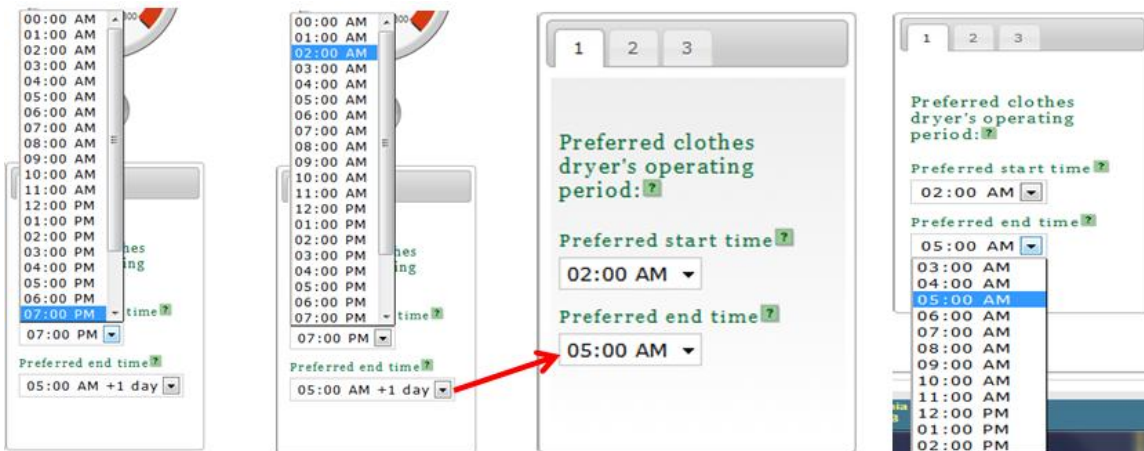 00:00 AM
01:00 AM
02:00 AM
03:00 AM
04:00 AM
05:00 AM
06:00 AM
07:00 AM
08:00 AM
09:00 AM
10:00 AM
11:00 AM
12:00 PM
01:00 PM
02:00 PM
03:00 PM
04:00 PM
05:00 PM
06:00 PM
07:00 PM
hes
ing
time ?
07:00 PM
Preferred end time ?
05:00 AM +1 day
00:00 AM
01:00 AM
02:00 AM
03:00 AM
04:00 AM
05:00 AM
06:00 AM
07:00 AM
08:00 AM
09:00 AM
10:00 AM
11:00 AM
12:00 PM
01:00 PM
02:00 PM
03:00 PM
04:00 PM
05:00 PM
06:00 PM
07:00 PM
hes
ing
time ?
07:00 PM
Preferred end time ?
05:00 AM +1 day
1 2 3
Preferred clothes
dryer's operating
period: ?
Preferred start time ?
02:00 AM
Preferred end time ?
05:00 AM
1 2 3
Preferred clothes
dryer's operating
period: ?
Preferred start time ?
02:00 AM
Preferred end time ?
05:00 AM
03:00 AM
04:00 AM
05:00 AM
06:00 AM
07:00 AM
08:00 AM
09:00 AM
10:00 AM
11:00 AM
12:00 PM
01:00 PM
02:00 PM